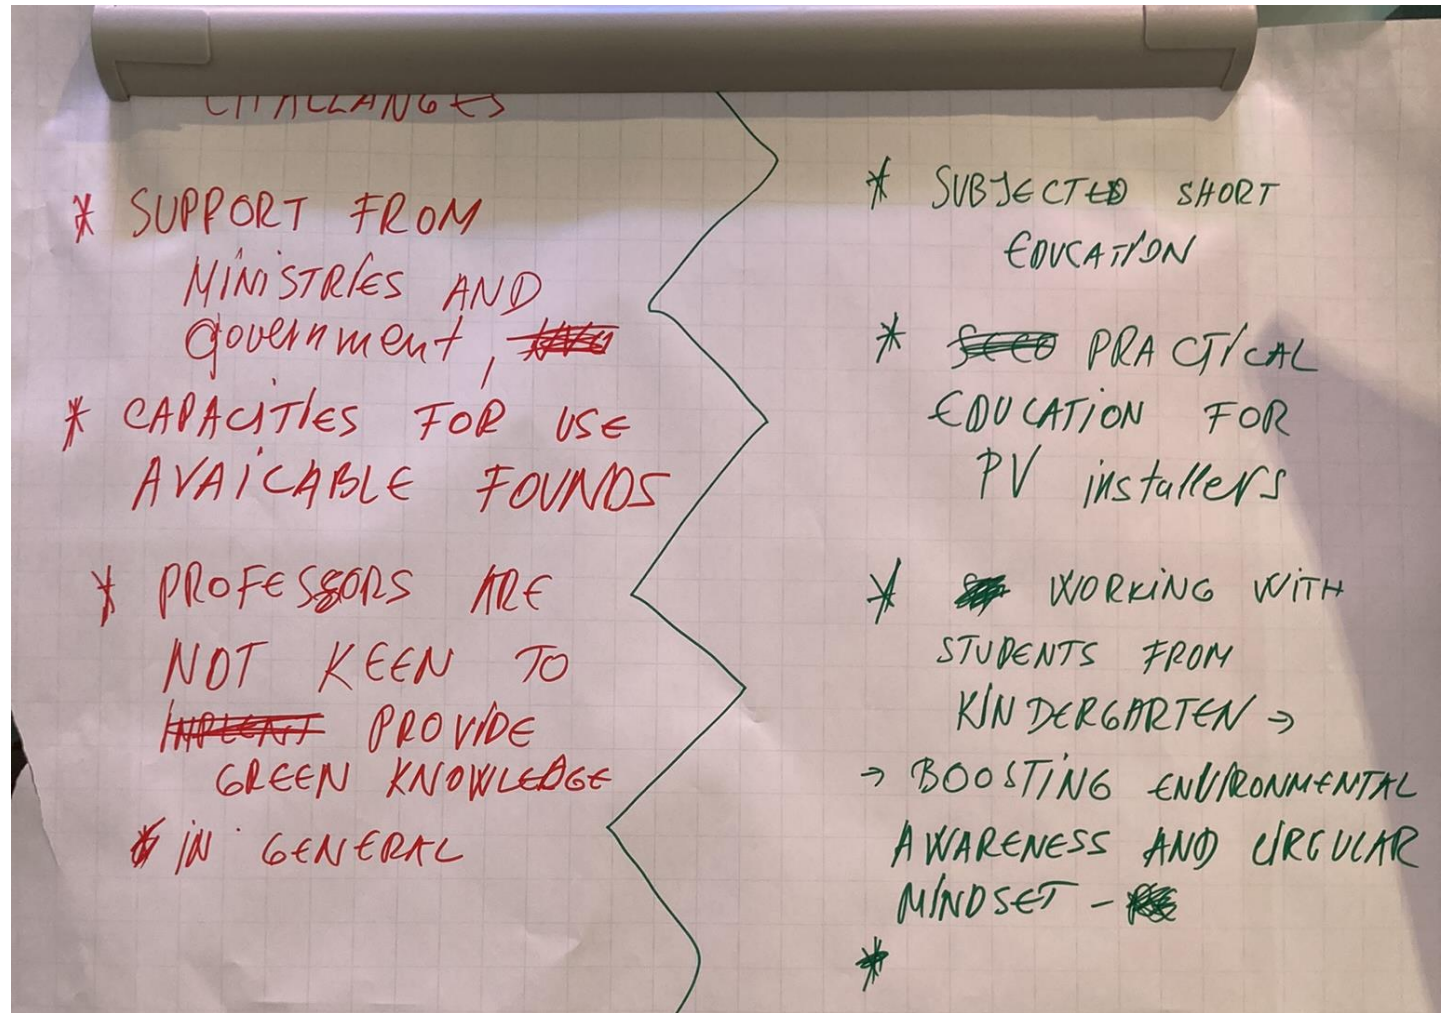 CHALLANGES
* SUPPORT FROM
MINISTRIES AND
government,
* CAPACITIES FOR USE
AVAICABLE FOUNDS
* PROFESSORS ARE
NOT KEEN TO
PROVIDE
GREEN KNOWLEDGE
* IN GENERAL
* SUBJECTED SHORT
EDUCATION
* PRACTICAL
EDUCATION FOR
PV installers
* WORKING WITH
STUDENTS FROM
KINDERGARTEN →
→ BOOSTING ENVIRONMENTAL
AWARENESS AND CIRCULAR
MINDSET -
*